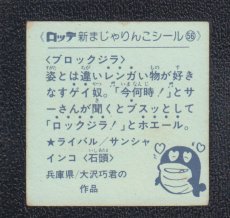 ロッテ 新まじゃりんこシール 56
〈ブロックジラ〉
姿とは違いレンガい物が好き
なすゲイ奴。「今何時！」とサ
ーさんが聞くとブスッとして
「ロックジラ！」とホエール。
★ライバル／サンシャ
インコ〈石頭〉
兵庫県／大沢巧君の
作品